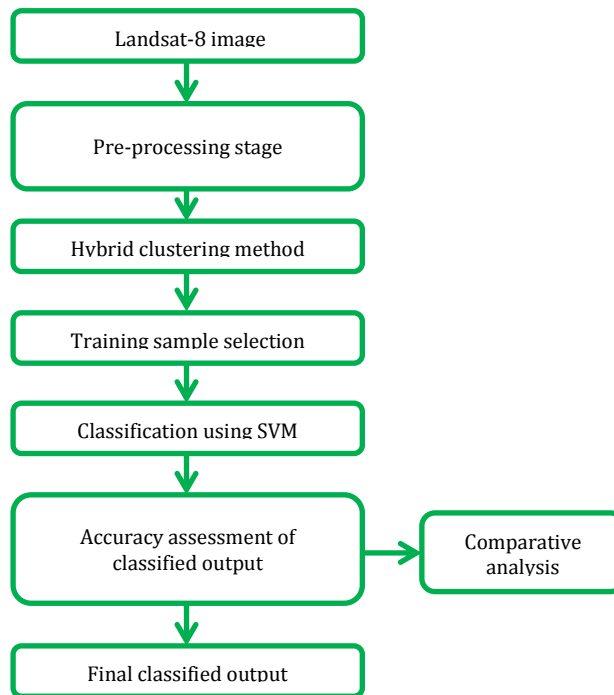 Landsat-8 image
Pre-processing stage
Hybrid clustering method
Training sample selection
Classification using SVM
Accuracy assessment of
classified output
Comparative
analysis
Final classified output